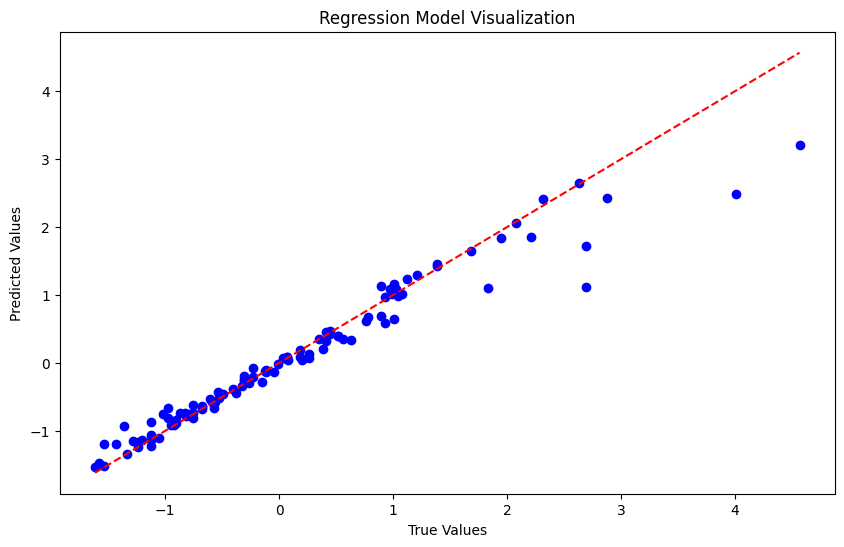 Regression Model Visualization
4
3
2
1
0
−1
Predicted Values
−1 0 1 2 3 4
True Values